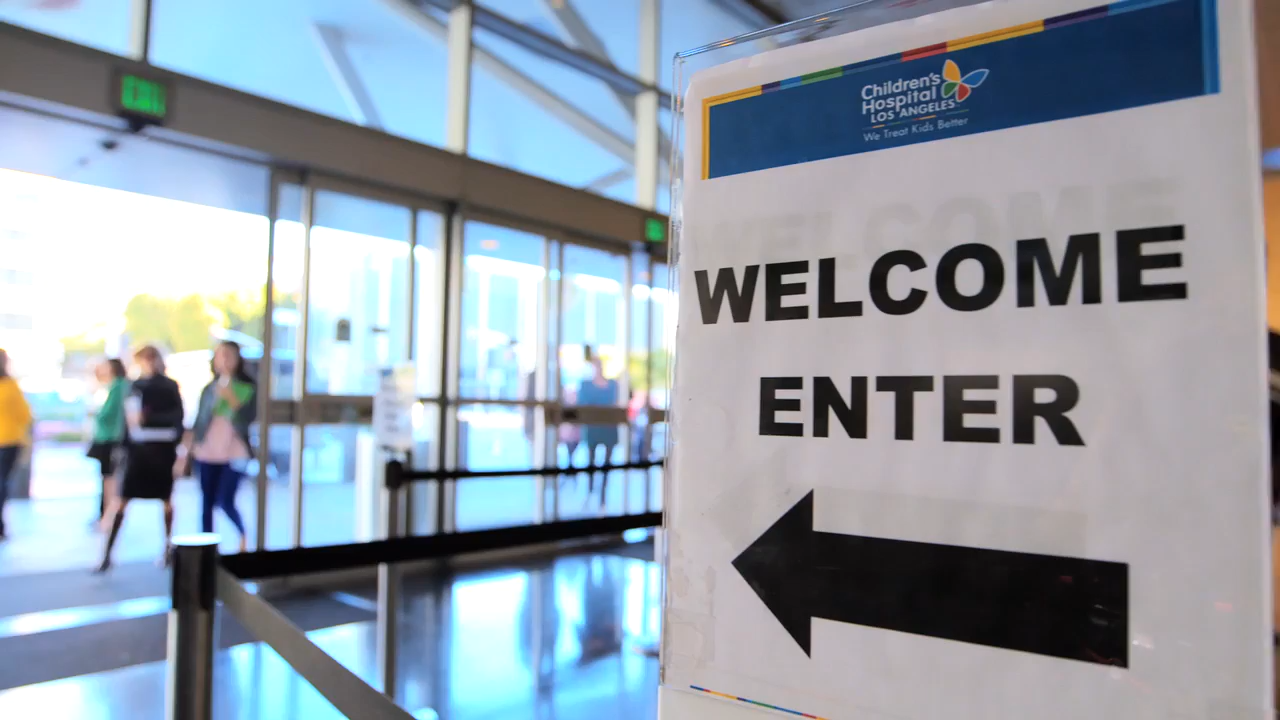 EXIT
Children's
Hospital
LOS ANGELES
We Treat Kids Better
WELCOME
ENTER